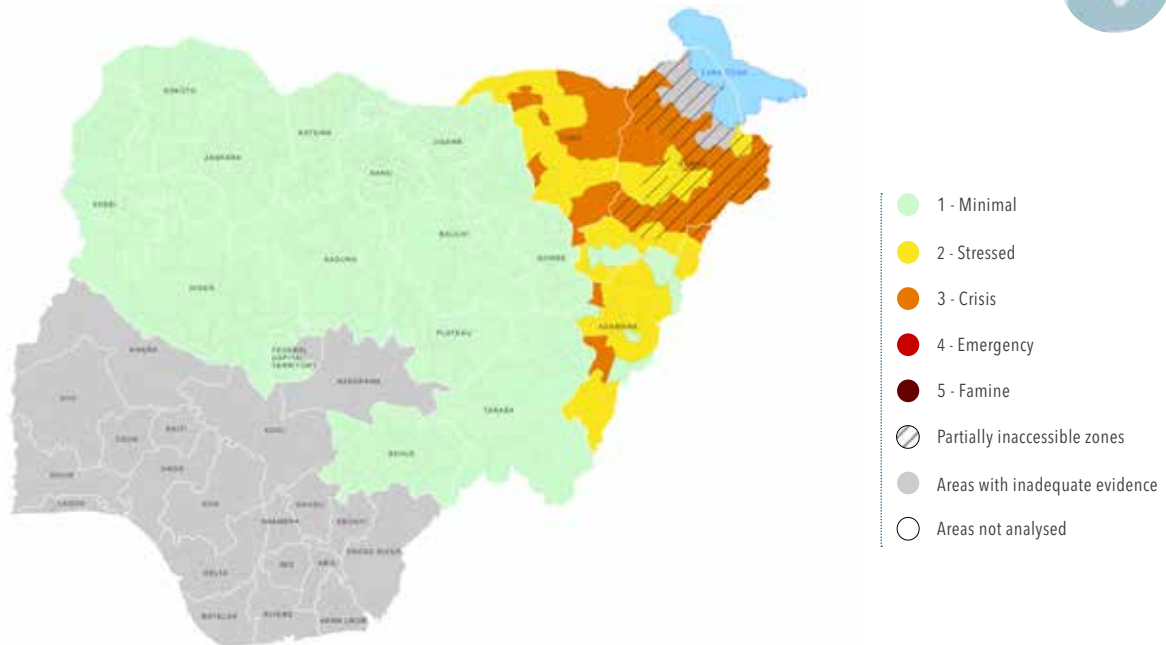 Lake Chad
SOKOTO
KATSINA
JIGAWA
ZAMFARA
KANO
KEBBI
BAUCHI
GOMBE
KADUNA
NIGER
ADAMAWA
PLATEAU
FEDERAL
CAPITAL
TERRITORY
KWARA
NASARAWA
TARABA
OYO
EKITI
KOGI
BENUE
OSUN
ONDO
OGUN
LAGOS
EDO
ENUGU
ANAMBRA
EBONYI
CROSS RIVER
IMO
ABIA
DELTA
BAYELSA
RIVERS
AKWA IBOM
1 - Minimal
2 - Stressed
3 - Crisis
4 - Emergency
5 - Famine
Partially inaccessible zones
Areas with inadequate evidence
Areas not analysed